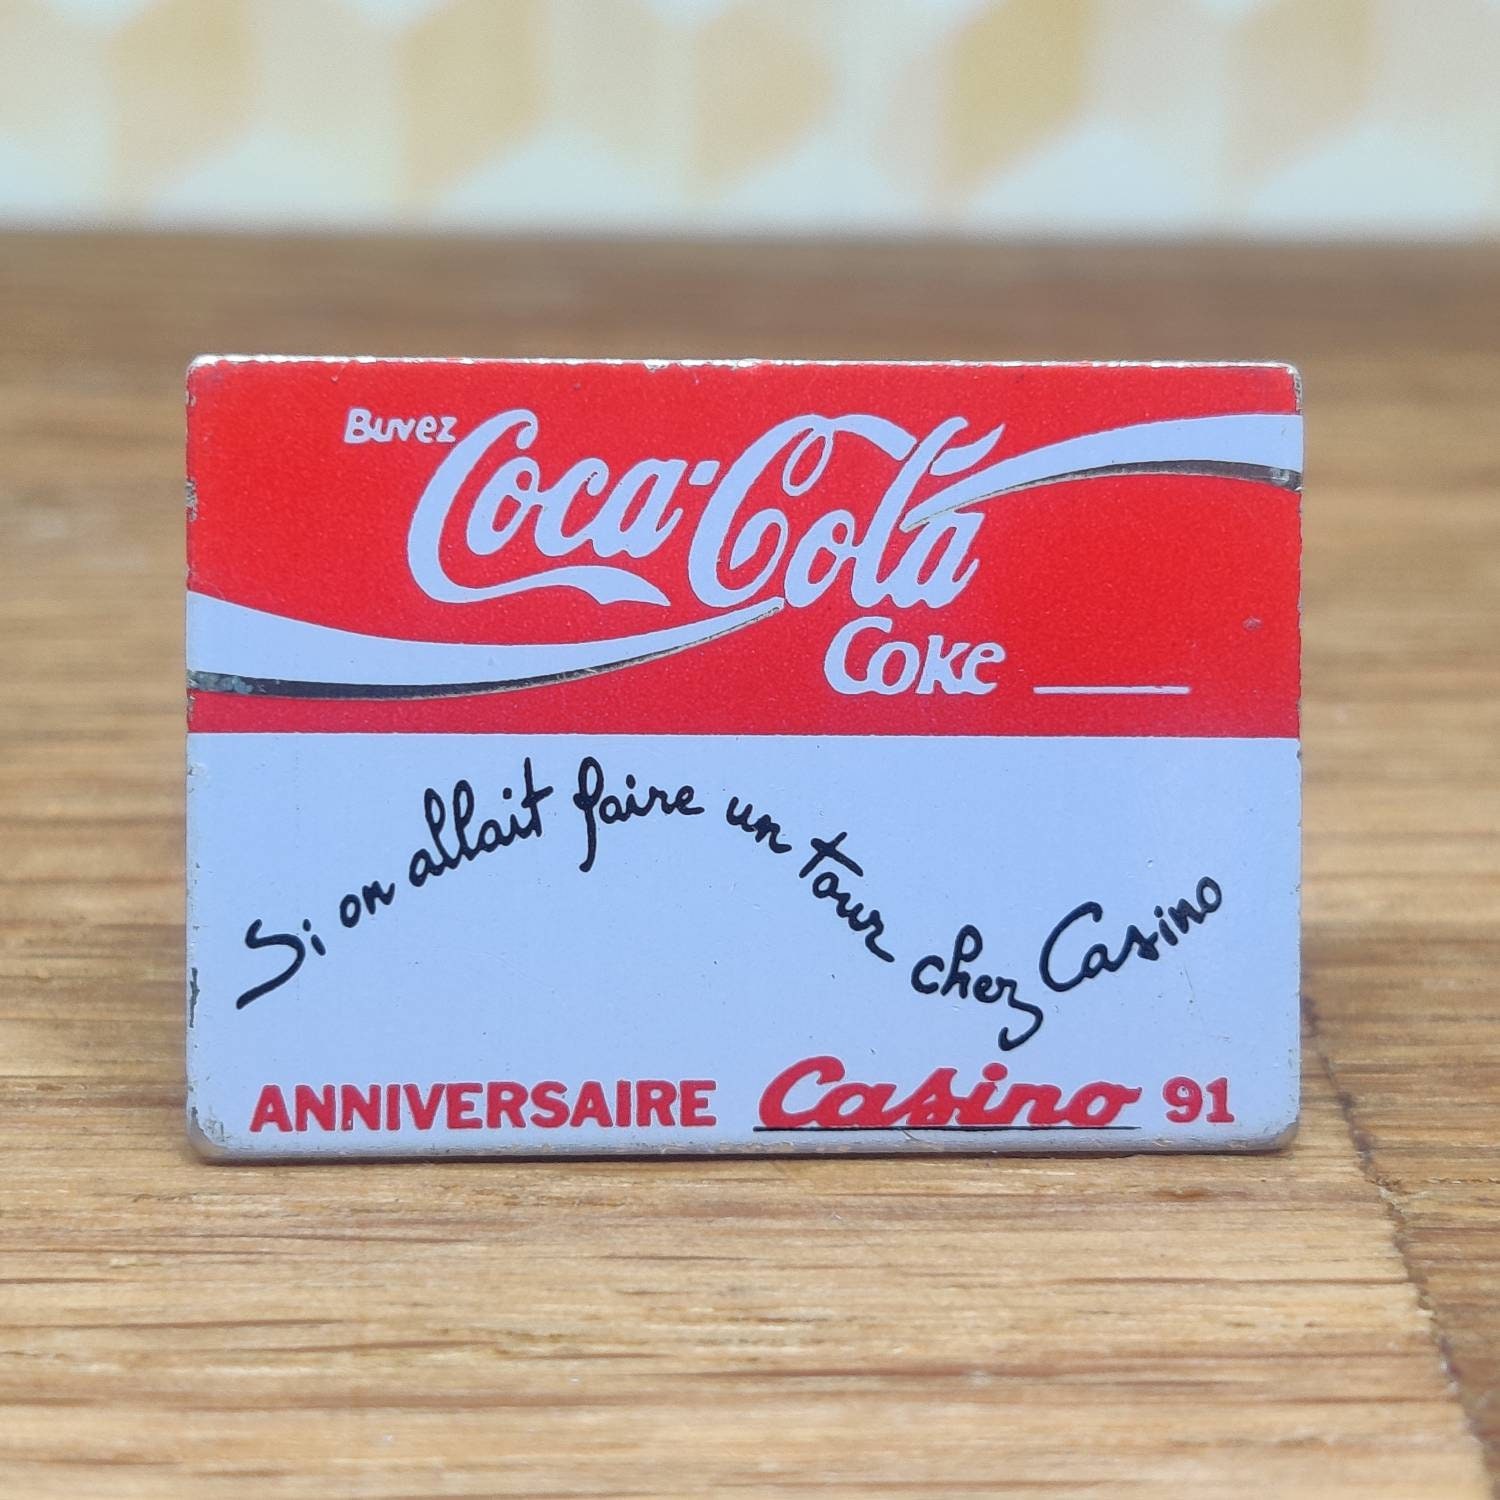 Buvez Coca-Cola
Coke
Si on allait faire un tour chez Casino
ANNIVERSAIRE Casino 91